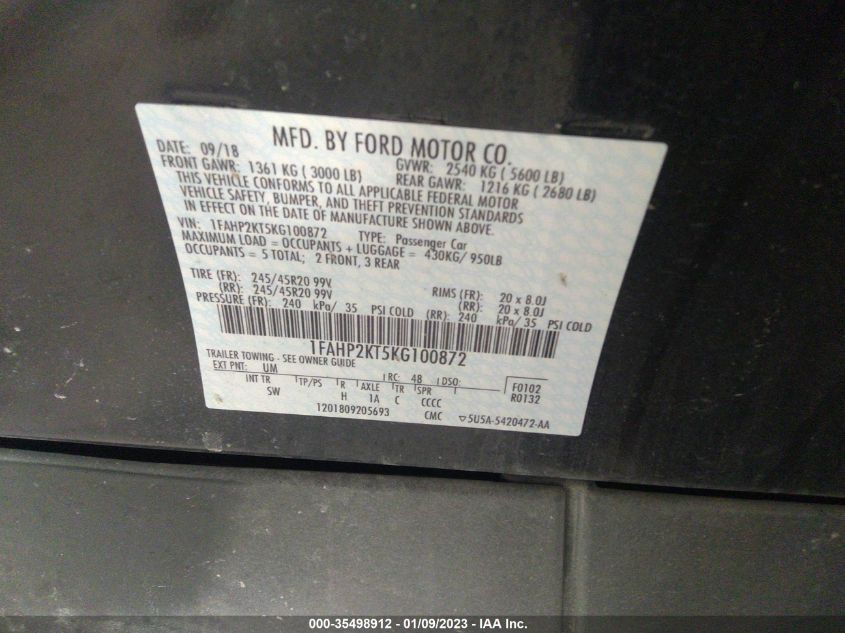 MFD. BY FORD MOTOR CO.
DATE: 09/18 GVWR: 2540 KG ( 5600 LB)
FRONT GAWR: 1361 KG ( 3000 LB) REAR GAWR: 1216 KG ( 2680 LB)
THIS VEHICLE CONFORMS TO ALL APPLICABLE FEDERAL MOTOR
VEHICLE SAFETY, BUMPER, AND THEFT PREVENTION STANDARDS
IN EFFECT ON THE DATE OF MANUFACTURE SHOWN ABOVE.
VIN: 1FAHP2KT5KG100872 TYPE: Passenger Car
MAXIMUM LOAD = OCCUPANTS + LUGGAGE = 430KG/ 950LB
OCCUPANTS = 5 TOTAL; 2 FRONT, 3 REAR
TIRE (FR): 245/45R20 99V RIMS (FR): 20 x 8.0J
(RR): 245/45R20 99V (RR): 20 x 8.0J
PRESSURE (FR): 240 kPa/ 35 PSI COLD (RR): 240 kPa/ 35 PSI COLD
1FAHP2KT5KG100872
TRAILER TOWING - SEE OWNER GUIDE
EXT PNT: UM RC: 48 DSO: F0102
INT TR TP/PS R AXLE TR SPR R0132
SW H 1A C CCCC
1201809205693 CMC ▽5U5A-5420472-AA
000-35498912 - 01/09/2023 - IAA Inc.